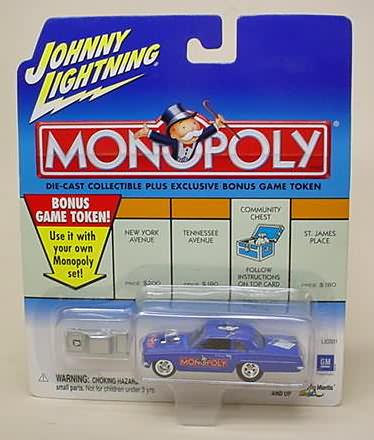 JOHNNY
LIGHTNING
MONOPOLY®
DIE-CAST COLLECTIBLE PLUS EXCLUSIVE BONUS GAME TOKEN
BONUS
GAME TOKEN!
Use it with
your own
Monopoly
set!
NEW YORK
AVENUE
PRICE $200
TENNESSEE
AVENUE
PRICE $180
COMMUNITY
CHEST
FOLLOW
INSTRUCTIONS
ON TOP CARD
ST. JAMES
PLACE
PRICE $180
MONOPOLY
GM
WARNING: CHOKING HAZAR
small parts. Not for children under 3 yrs.
AND UP
Mantis